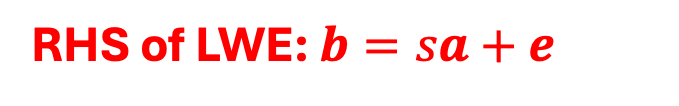 RHS of LWE: b = sa + e